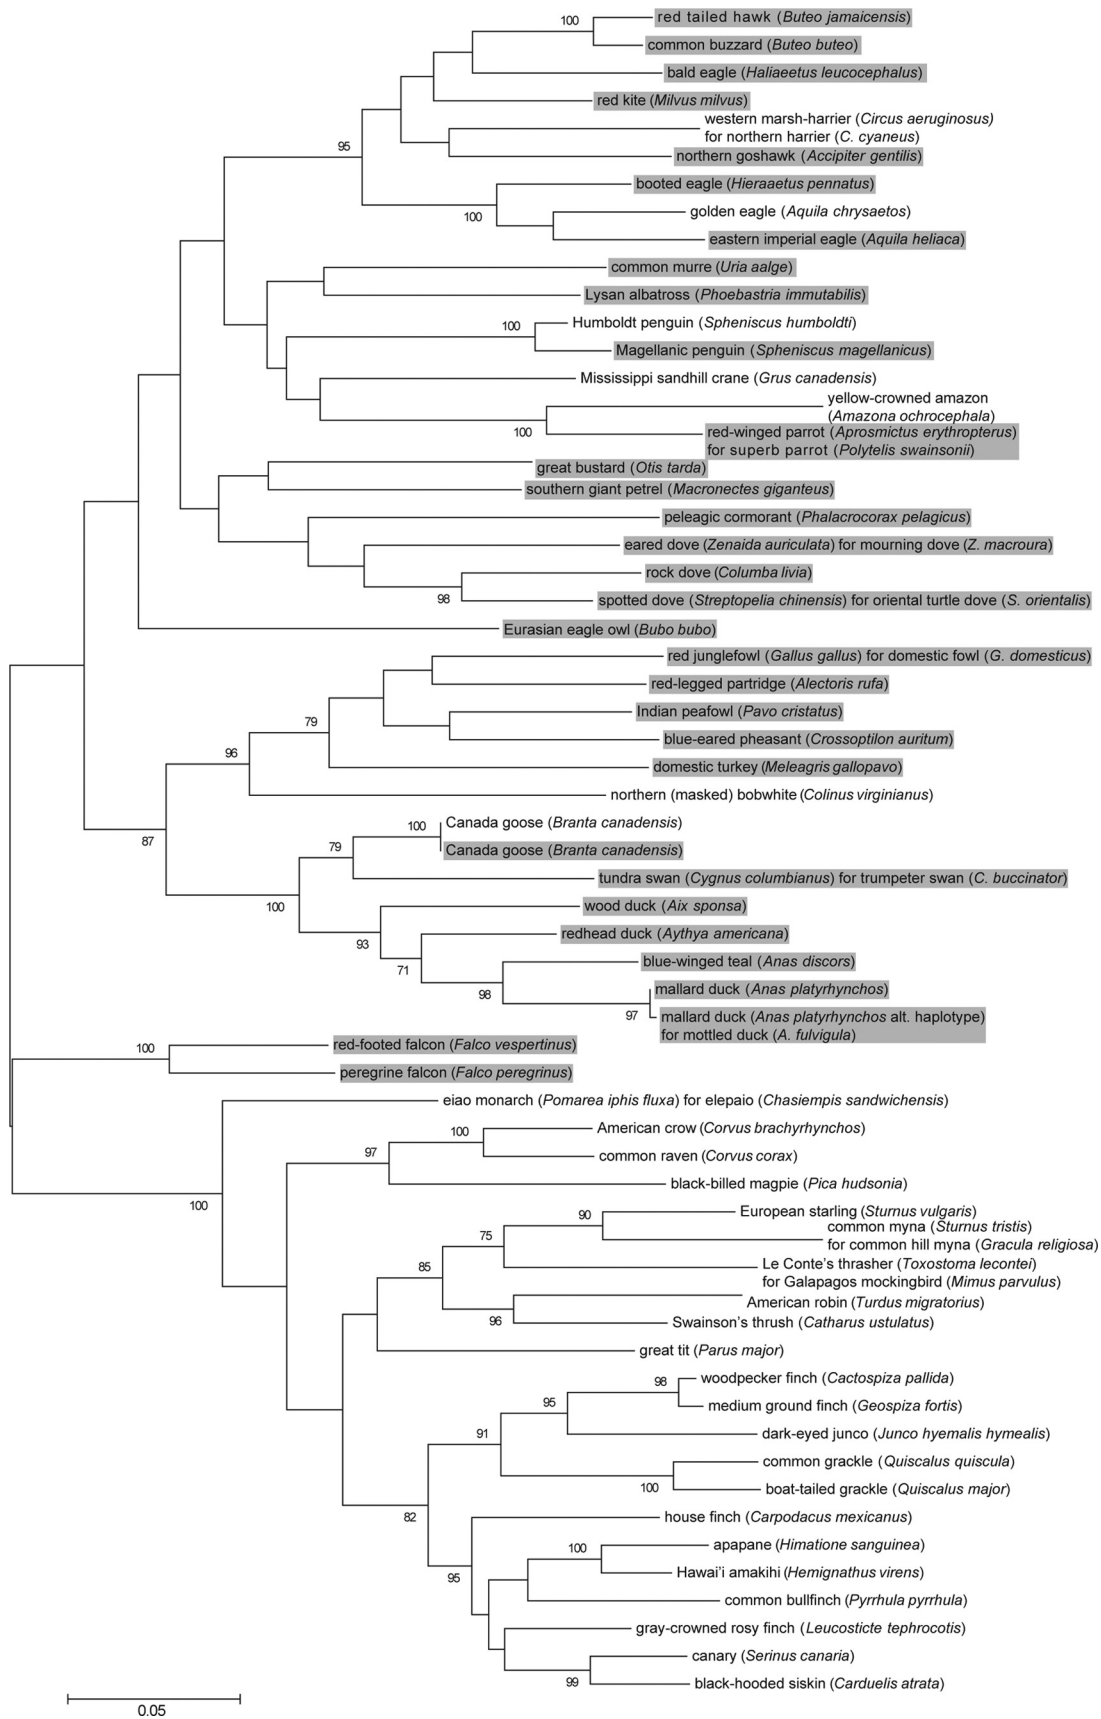 100
red tailed hawk (Buteo jamaicensis)
common buzzard (Buteo buteo)
bald eagle (Haliaeetus leucocephalus)
red kite (Milvus milvus)
western marsh-harrier (Circus aeruginosus)
for northern harrier (C. cyaneus)
95
northern goshawk (Accipiter gentilis)
booted eagle (Hieraaetus pennatus)
100
golden eagle (Aquila chrysaetos)
eastern imperial eagle (Aquila heliaca)
common murre (Uria aalge)
Lysan albatross (Phoebastria immutabilis)
100
Humboldt penguin (Spheniscus humboldti)
Magellanic penguin (Spheniscus magellanicus)
Mississippi sandhill crane (Grus canadensis)
yellow-crowned amazon
(Amazona ochrocephala)
100
red-winged parrot (Aprosmictus erythropterus)
for superb parrot (Polytelis swainsonii)
great bustard (Otis tarda)
southern giant petrel (Macronectes giganteus)
peleagic cormorant (Phalacrocorax pelagicus)
eared dove (Zenaida auriculata) for mourning dove (Z. macroura)
rock dove (Columba livia)
98
spotted dove (Streptopelia chinensis) for oriental turtle dove (S. orientalis)
Eurasian eagle owl (Bubo bubo)
red junglefowl (Gallus gallus) for domestic fowl (G. domesticus)
red-legged partridge (Alectoris rufa)
Indian peafowl (Pavo cristatus)
79
blue-eared pheasant (Crossoptilon auritum)
96
domestic turkey (Meleagris gallopavo)
northern (masked) bobwhite (Colinus virginianus)
100
Canada goose (Branta canadensis)
87
79
Canada goose (Branta canadensis)
tundra swan (Cygnus columbianus) for trumpeter swan (C. buccinator)
100
wood duck (Aix sponsa)
93
redhead duck (Aythya americana)
71
blue-winged teal (Anas discors)
98
mallard duck (Anas platyrhynchos)
97
mallard duck (Anas platyrhynchos alt. haplotype)
for mottled duck (A. fulvigula)
100
red-footed falcon (Falco vespertinus)
peregrine falcon (Falco peregrinus)
eiao monarch (Pomarea iphis fluxa) for elepaio (Chasiempis sandwichensis)
100
American crow (Corvus brachyrhynchos)
97
common raven (Corvus corax)
black-billed magpie (Pica hudsonia)
100
90
European starling (Sturnus vulgaris)
common myna (Sturnus tristis)
75
for common hill myna (Gracula religiosa)
85
Le Conte's thrasher (Toxostoma lecontei)
for Galapagos mockingbird (Mimus parvulus)
American robin (Turdus migratorius)
96
Swainson's thrush (Catharus ustulatus)
great tit (Parus major)
98
woodpecker finch (Cactospiza pallida)
95
medium ground finch (Geospiza fortis)
91
dark-eyed junco (Junco hyemalis hymealis)
common grackle (Quiscalus quiscula)
100
boat-tailed grackle (Quiscalus major)
82
house finch (Carpodacus mexicanus)
100
apapane (Himatione sanguinea)
95
Hawai'i amakihi (Hemignathus virens)
common bullfinch (Pyrrhula pyrrhula)
gray-crowned rosy finch (Leucosticte tephrocotis)
canary (Serinus canaria)
99
black-hooded siskin (Carduelis atrata)
0.05